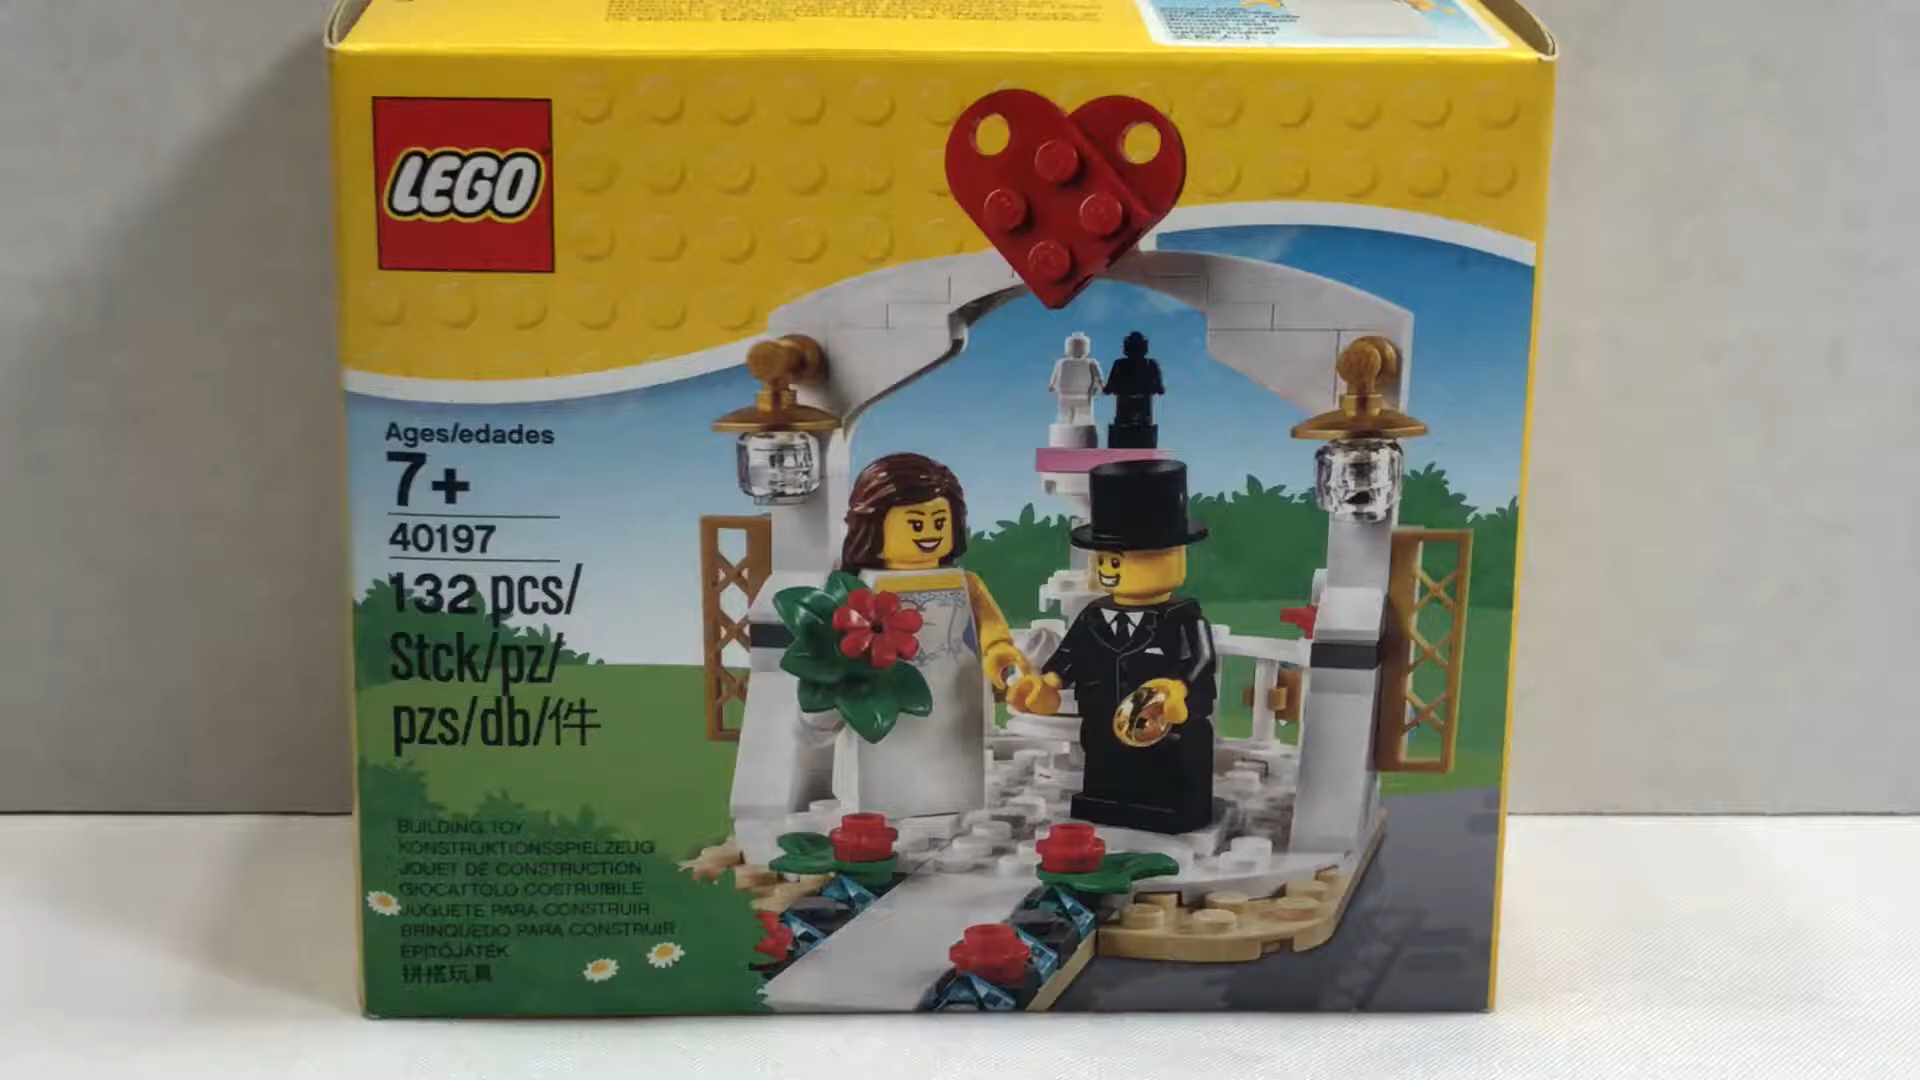 LEGO
Ages/edades
7+
40197
132 pcs/
Stck/pz/
pzs/db/件
BUILDING TOY
KONSTRUKTIONSSPIELZEUG
JOUET DE CONSTRUCTION
GIOCATTOLO COSTRUIBILE
JUGUETE PARA CONSTRUIR
BRINQUEDO PARA CONSTRUIR
ÉPÍTŐJÁTÉK
拼搭玩具